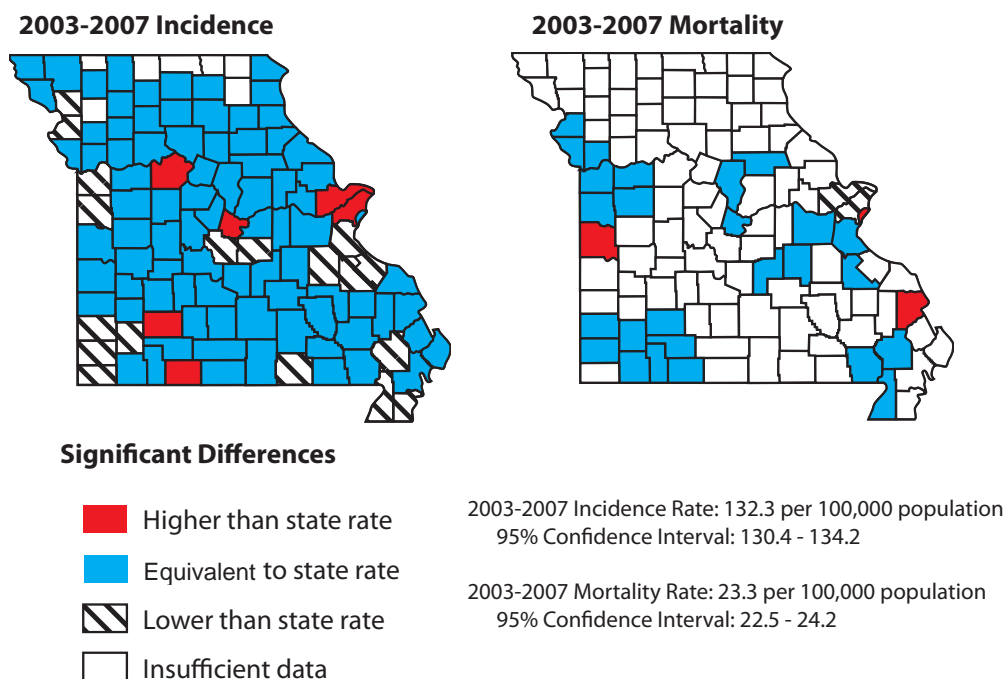 2003-2007 Incidence
2003-2007 Mortality
Significant Differences
Higher than state rate
Equivalent to state rate
Lower than state rate
Insufficient data
2003-2007 Incidence Rate: 132.3 per 100,000 population
95% Confidence Interval: 130.4 - 134.2
2003-2007 Mortality Rate: 23.3 per 100,000 population
95% Confidence Interval: 22.5 - 24.2